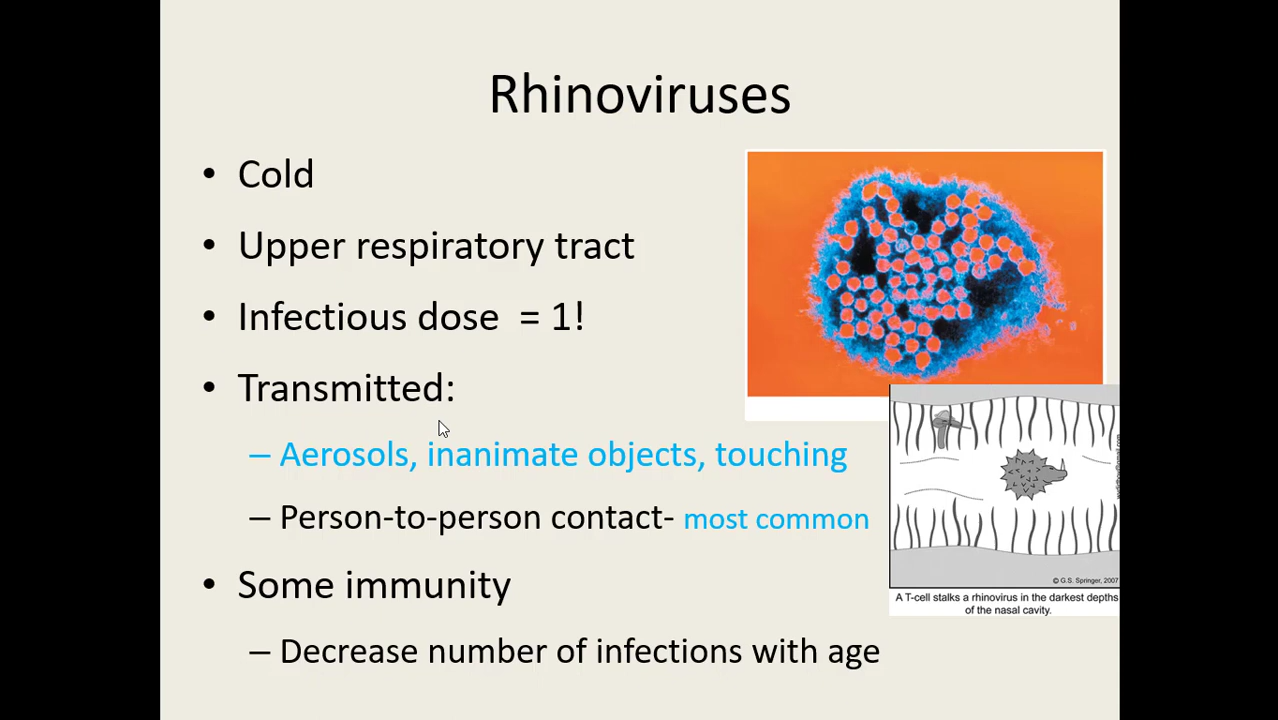 Rhinoviruses
• Cold
• Upper respiratory tract
• Infectious dose = 1!
• Transmitted:
– Aerosols, inanimate objects, touching
– Person-to-person contact- most common
• Some immunity
– Decrease number of infections with age
© G.S. Springer, 2007
A T-cell stalks a rhinovirus in the darkest depths
of the nasal cavity.